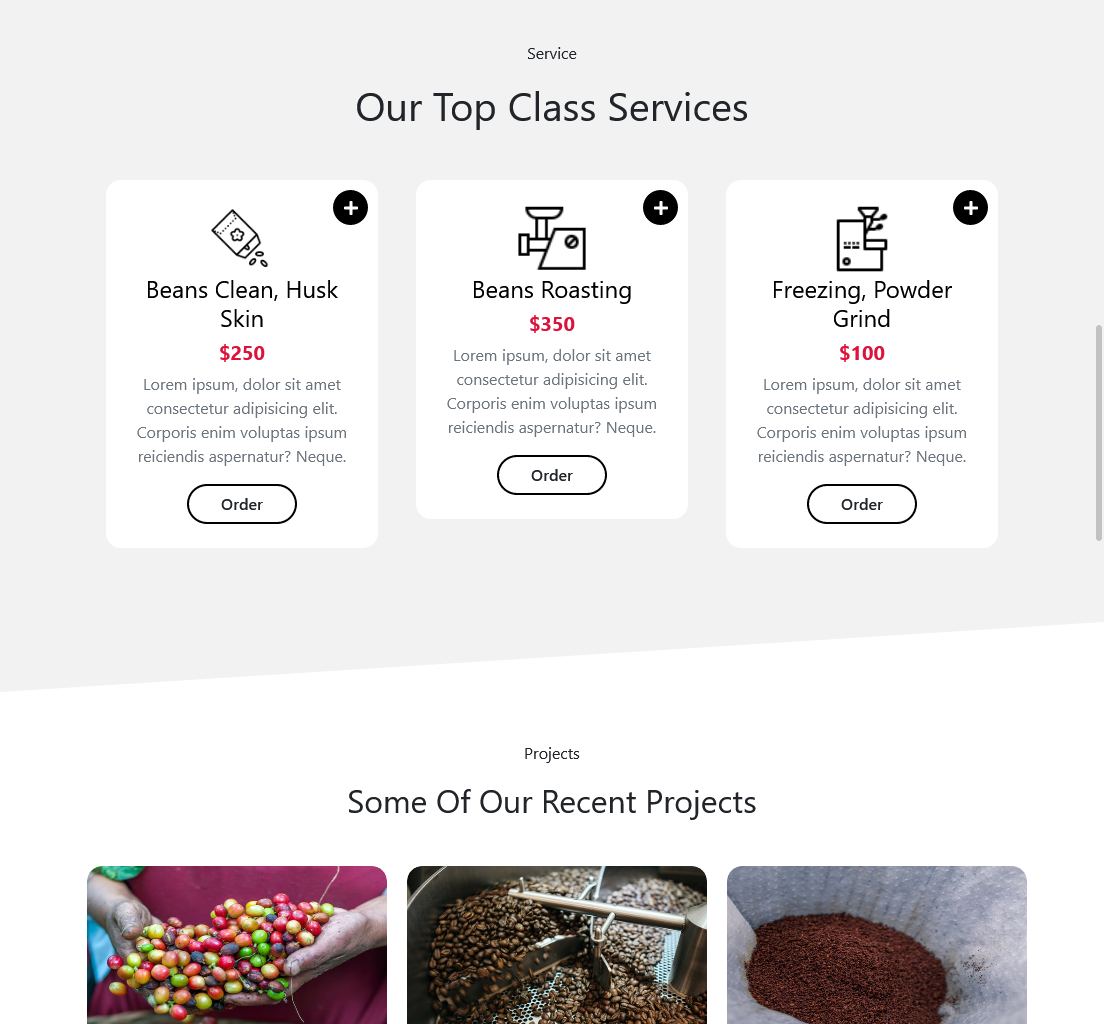 Service
Our Top Class Services
Beans Clean, Husk
Skin
$250
Lorem ipsum, dolor sit amet
consectetur adipisicing elit.
Corporis enim voluptas ipsum
reiciendis aspernatur? Neque.
Order
Beans Roasting
$350
Lorem ipsum, dolor sit amet
consectetur adipisicing elit.
Corporis enim voluptas ipsum
reiciendis aspernatur? Neque.
Order
Freezing, Powder
Grind
$100
Lorem ipsum, dolor sit amet
consectetur adipisicing elit.
Corporis enim voluptas ipsum
reiciendis aspernatur? Neque.
Order
Projects
Some Of Our Recent Projects